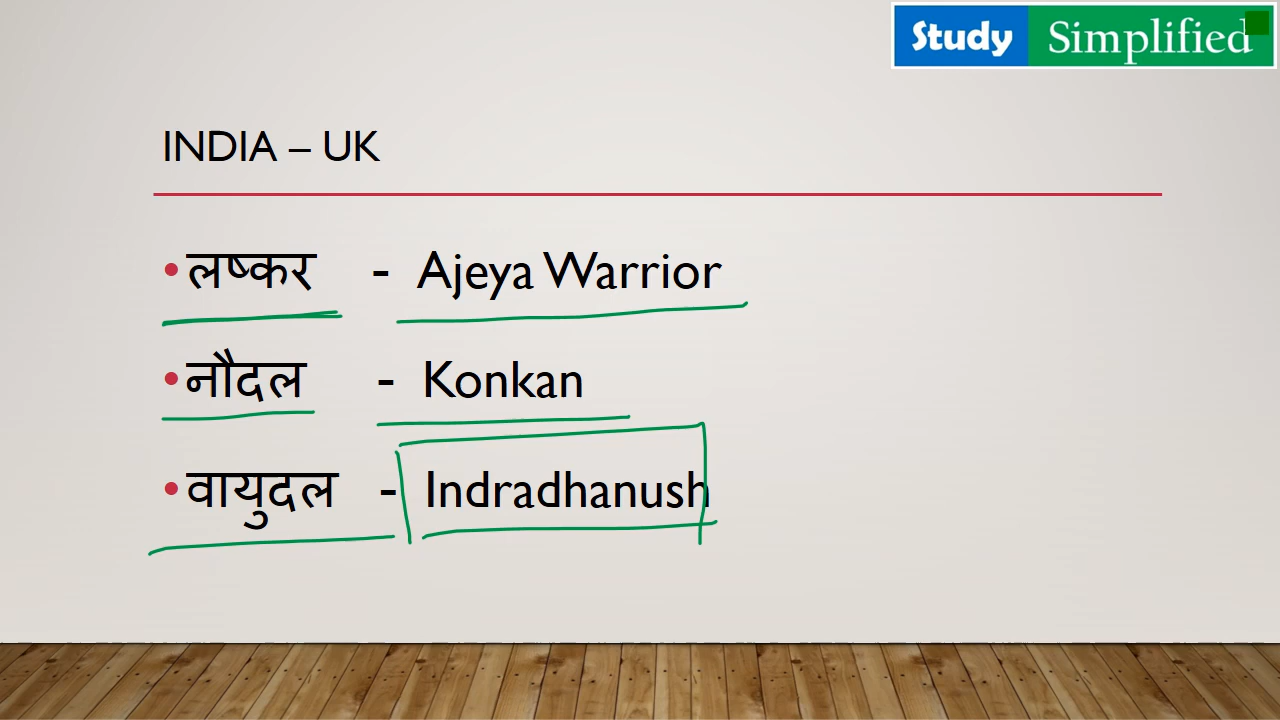 Study Simplified
INDIA – UK
•लष्कर - Ajeya Warrior
•नौदल - Konkan
•वायुदल - Indradhanush